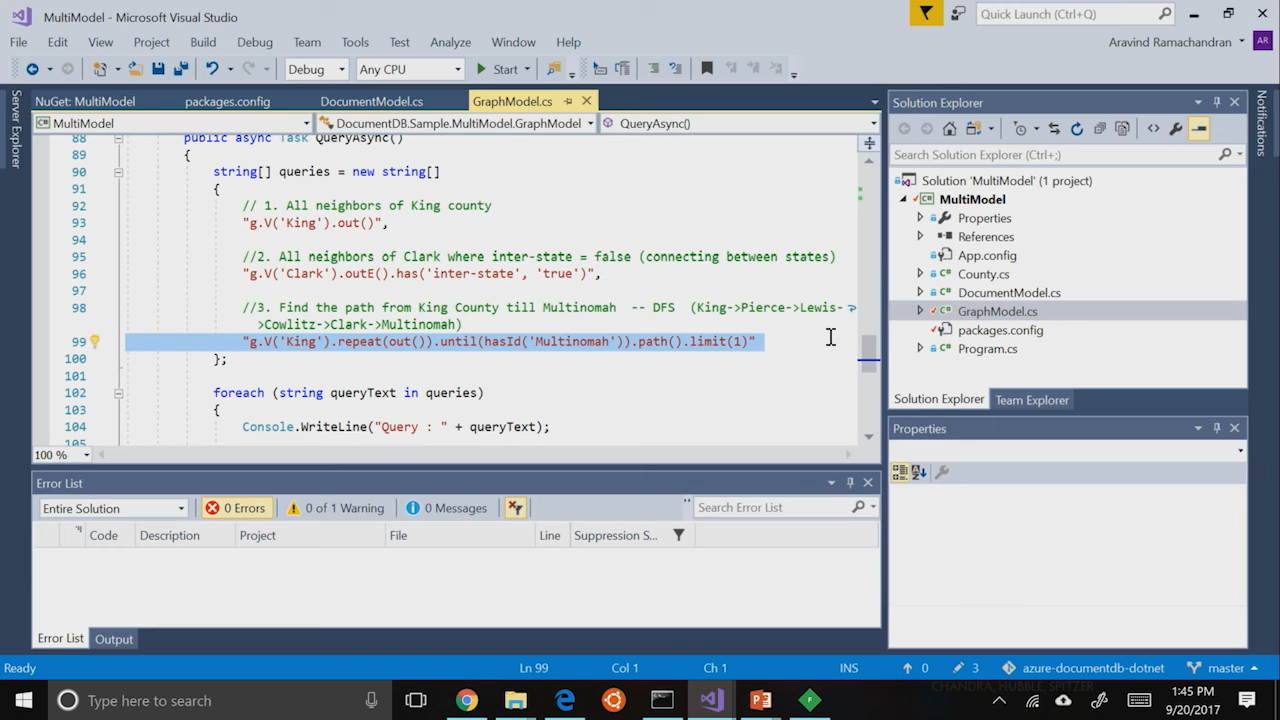 MultiModel - Microsoft Visual Studio
Quick Launch (Ctrl+Q)
File Edit View Project Build Debug Team Tools Test Analyze Window Help
Aravind Ramachandran AR
Debug Any CPU Start
Server Explorer
NuGet: MultiModel packages.config DocumentModel.cs GraphModel.cs
MultiModel DocumentDB.Sample.MultiModel.GraphModel QueryAsync()
88 public async Task QueryAsync()
89 {
90 string[] queries = new string[]
91 {
92 // 1. All neighbors of King county
93 "g.V('King').out()",
94
95 //2. All neighbors of Clark where inter-state = false (connecting between states)
96 "g.V('Clark').outE().has('inter-state', 'true')",
97
98 //3. Find the path from King County till Multinomah -- DFS (King->Pierce->Lewis-
>Cowlitz->Clark->Multinomah)
99 "g.V('King').repeat(out()).until(hasId('Multinomah')).path().limit(1)"
100 };
101
102 foreach (string queryText in queries)
103 {
104 Console.WriteLine("Query : " + queryText);
105
100 %
Error List
Entire Solution 0 Errors 0 of 1 Warning 0 Messages Search Error List
Code Description Project File Line Suppression S...
Error List Output
Solution Explorer
Search Solution Explorer (Ctrl+;)
Solution 'MultiModel' (1 project)
MultiModel
Properties
References
App.config
County.cs
DocumentModel.cs
GraphModel.cs
packages.config
Program.cs
Solution Explorer Team Explorer
Properties
Notifications
Ready Ln 99 Col 1 Ch 1 INS 0 3 azure-documentdb-dotnet master
CHANDRA, HUBBLE, SPITZER
Type here to search
1:45 PM
9/20/2017